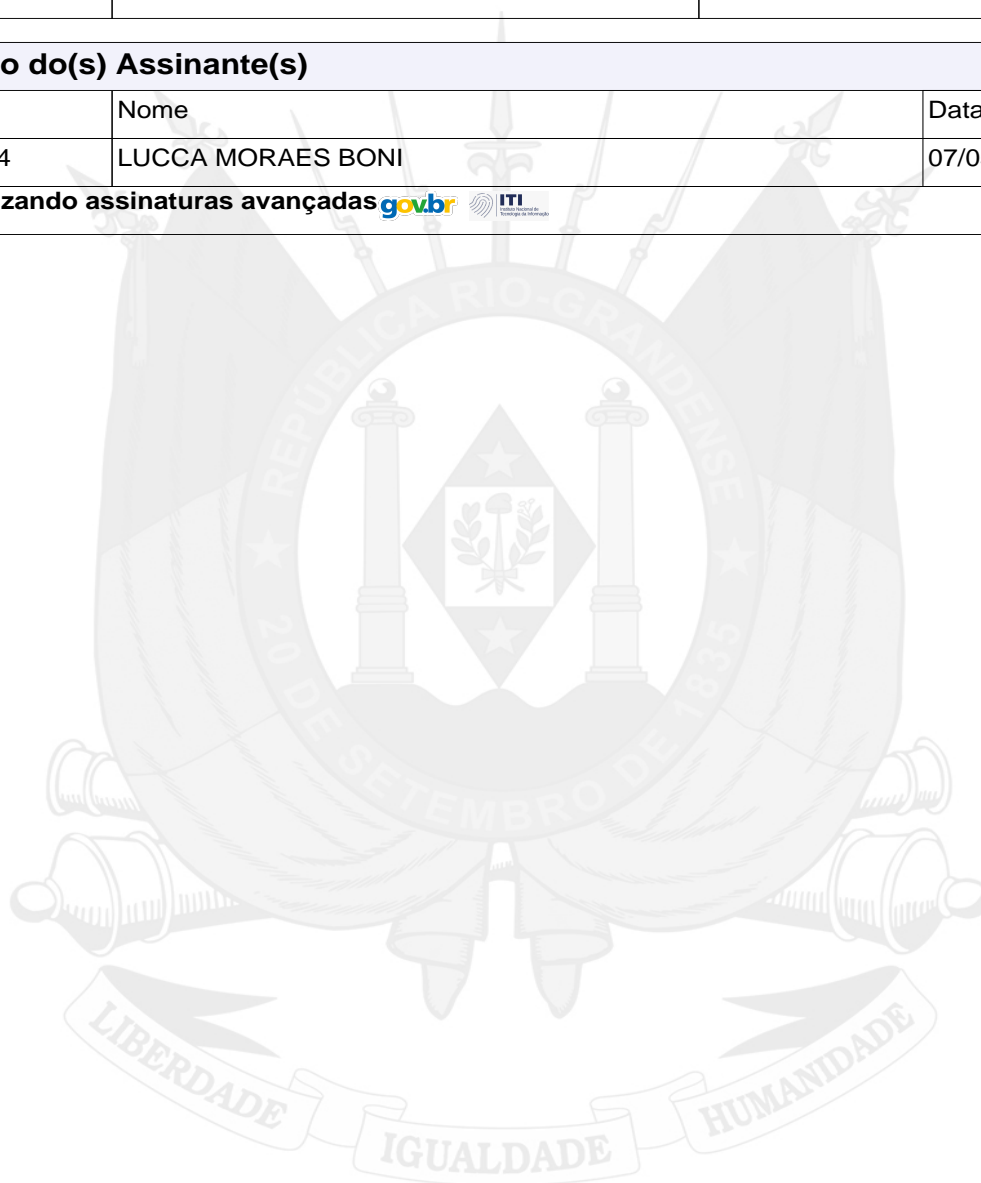 o do(s) Assinante(s)
Nome Data
4 LUCCA MORAES BONI 07/0
zando assinaturas avançadas gov.br ITI
REPÚBLICA RIO-GRANDENSE
20 DE SETEMBRO DE 1835
LIBERDADE IGUALDADE HUMANIDADE